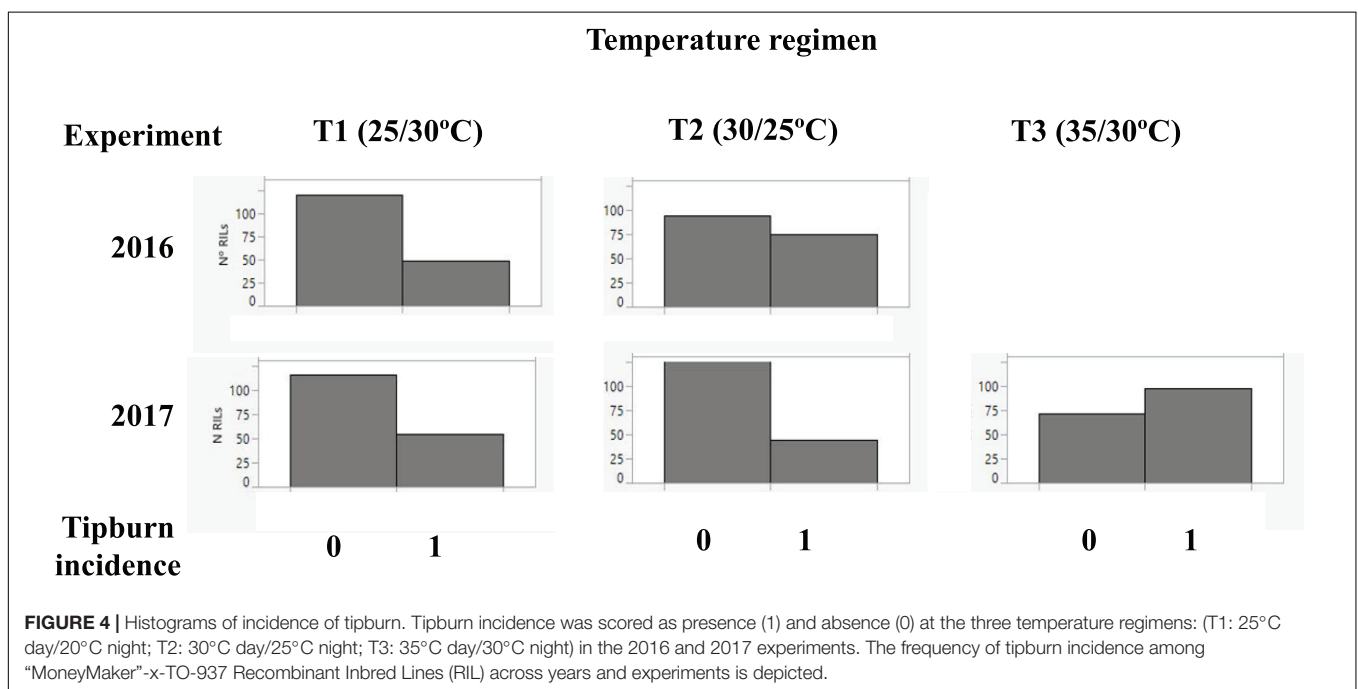 Temperature regimen
Experiment
T1 (25/30ºC)
T2 (30/25ºC)
T3 (35/30ºC)
2016
Nº RILs
100
75
50
25
0
100
75
50
25
0
2017
N RILs
100
75
50
25
0
100
75
50
25
0
100
75
50
25
0
Tipburn
incidence
0 1
0 1
0 1
FIGURE 4 | Histograms of incidence of tipburn. Tipburn incidence was scored as presence (1) and absence (0) at the three temperature regimens: (T1: 25°C
day/20°C night; T2: 30°C day/25°C night; T3: 35°C day/30°C night) in the 2016 and 2017 experiments. The frequency of tipburn incidence among
“MoneyMaker”-x-TO-937 Recombinant Inbred Lines (RIL) across years and experiments is depicted.